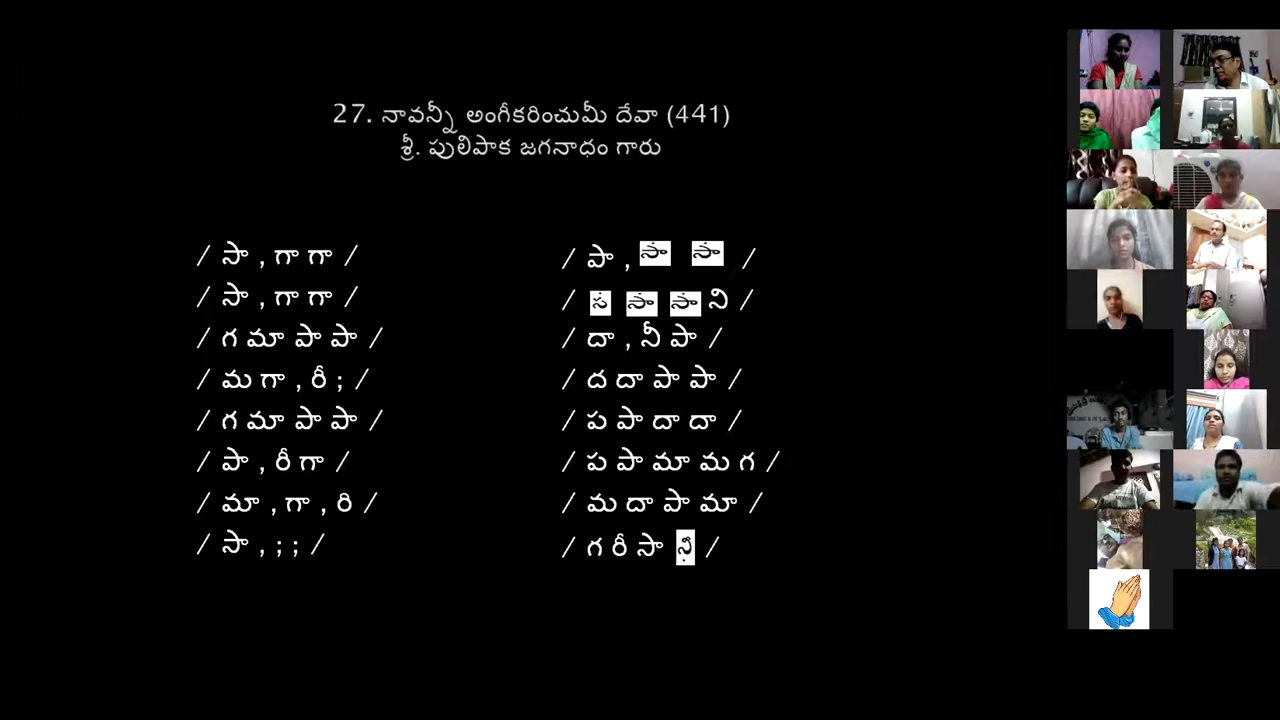 27. నావన్నీ అంగీకరించుమీ దేవా (441)
శ్రీ. పులిపాక జగనాధం గారు
/ సా , గా గా /
/ సా , గా గా /
/ గ మా పా పా /
/ మ గా , రీ ; /
/ గ మా పా పా /
/ పా , రీ గా /
/ మా , గా , రి /
/ సా , ; ; /
/ పా , సా̇ సా̇ /
/ స̇ సా̇ సా̇ ని /
/ దా , నీ పా /
/ ద దా పా పా /
/ ప పా దా దా /
/ ప పా మా మ గ /
/ మ దా పా మా /
/ గ రీ సా ని̣ /